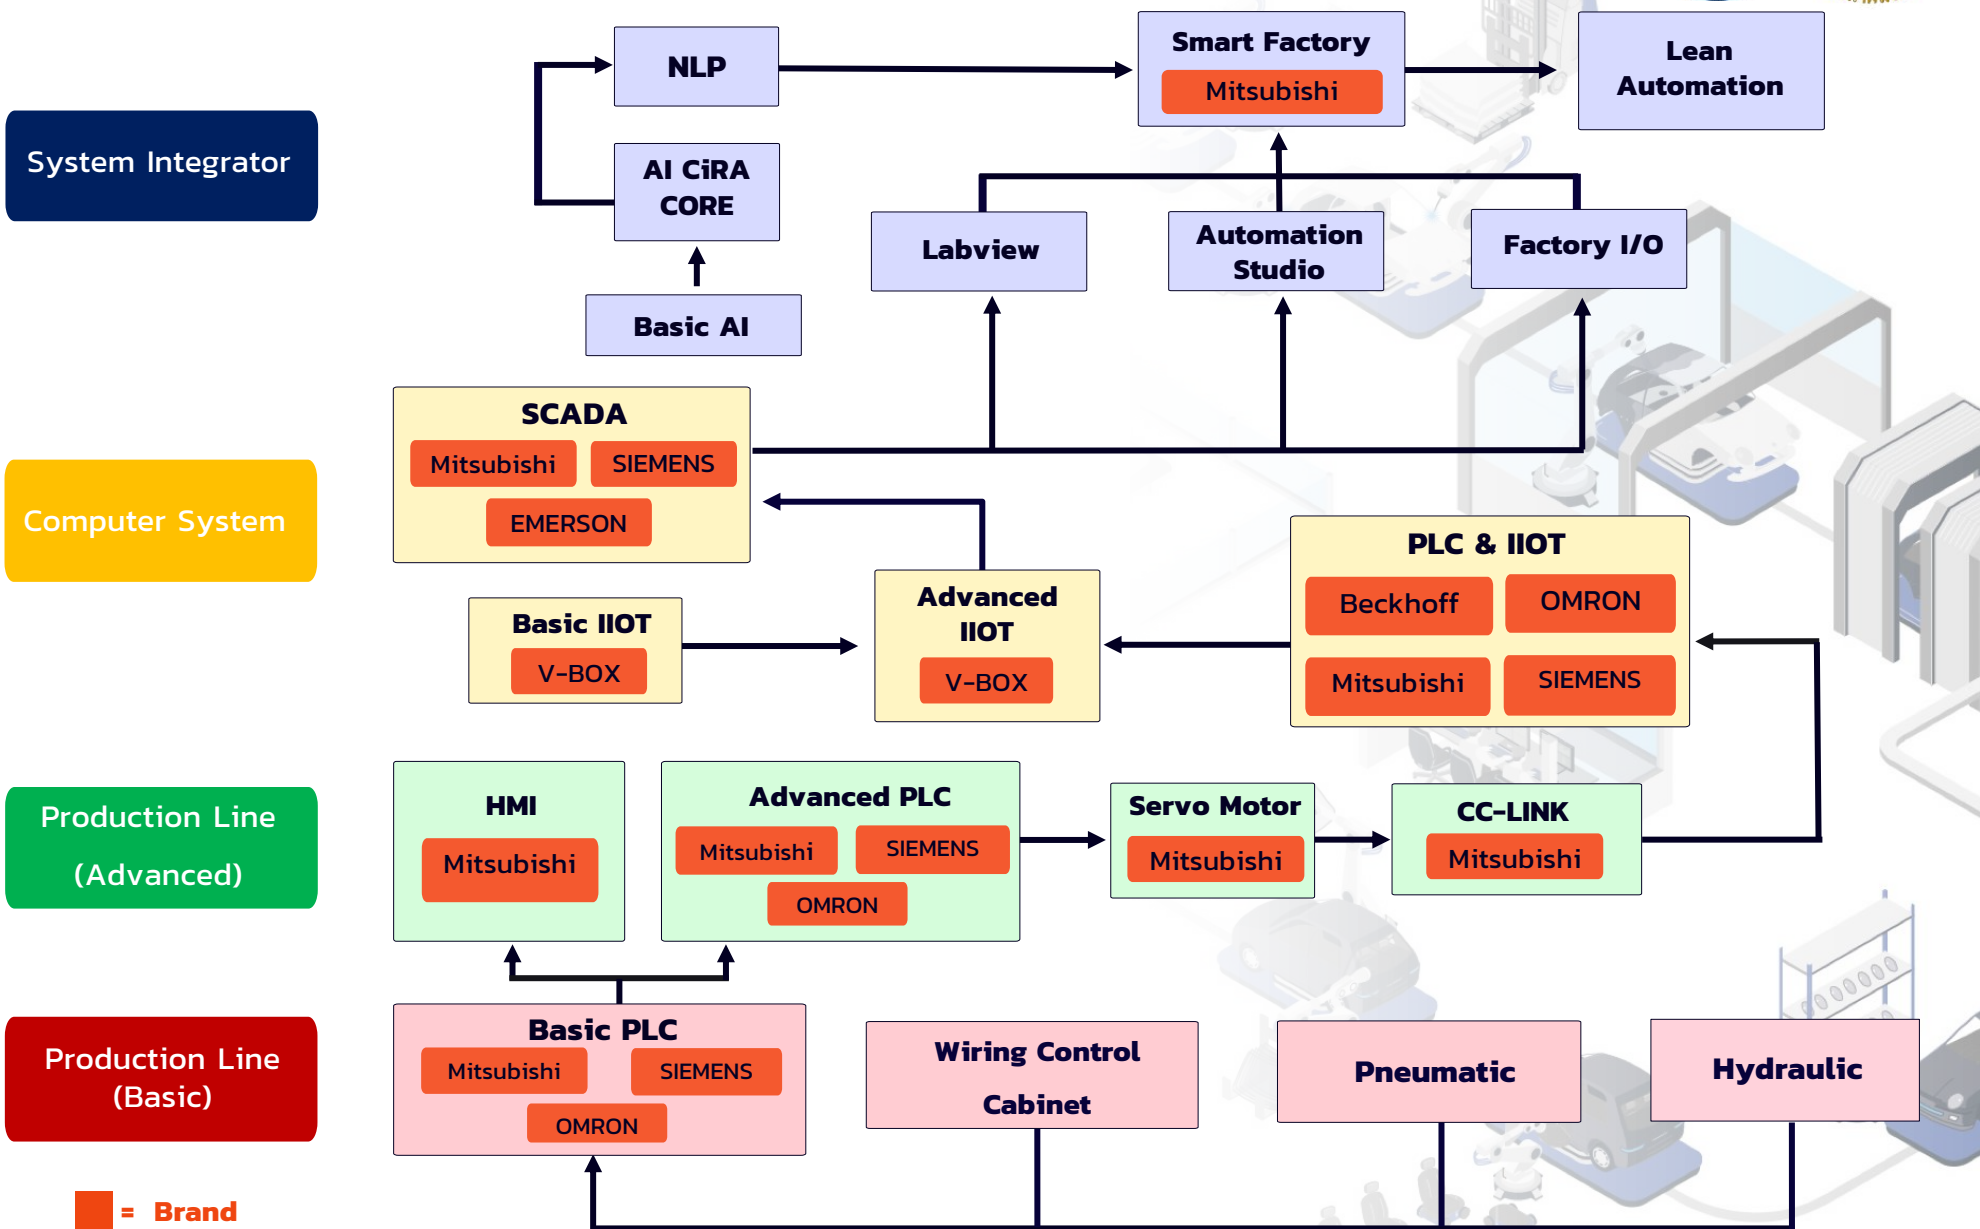 System Integrator
NLP
Smart Factory
Mitsubishi
Lean
Automation
AI CiRA
CORE
Labview
Automation
Studio
Factory I/O
Basic AI
Computer System
SCADA
Mitsubishi
SIEMENS
EMERSON
Basic IIOT
V-BOX
Advanced
IIOT
V-BOX
PLC & IIOT
Beckhoff
OMRON
Mitsubishi
SIEMENS
Production Line
(Advanced)
HMI
Mitsubishi
Advanced PLC
Mitsubishi
SIEMENS
OMRON
Servo Motor
Mitsubishi
CC-LINK
Mitsubishi
Production Line
(Basic)
Basic PLC
Mitsubishi
SIEMENS
OMRON
Wiring Control
Cabinet
Pneumatic
Hydraulic
= Brand